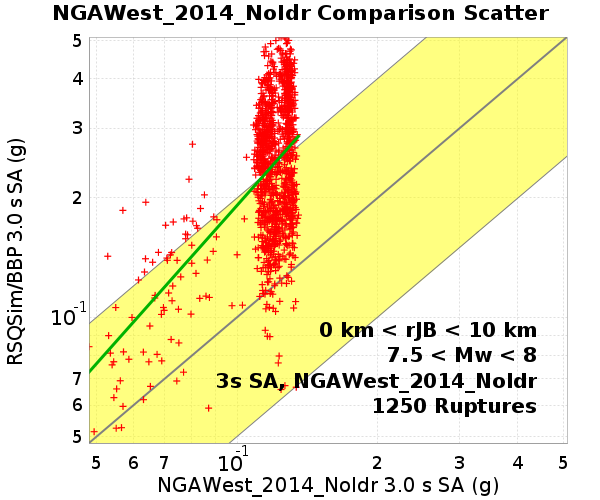 NGAWest_2014_NoIdr Comparison Scatter
RSQSim/BBP 3.0 s SA (g)
5
4
3
2
10-1
7
6
5
0 km < rJB < 10 km
7.5 < Mw < 8
3s SA, NGAWest_2014_NoIdr
1250 Ruptures
5 6 7 10-1 2 3 4 5
NGAWest_2014_NoIdr 3.0 s SA (g)